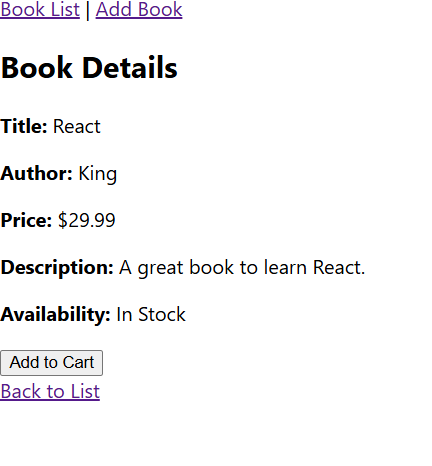 Book List | Add Book
Book Details
Title: React
Author: King
Price: $29.99
Description: A great book to learn React.
Availability: In Stock
Add to Cart
Back to List